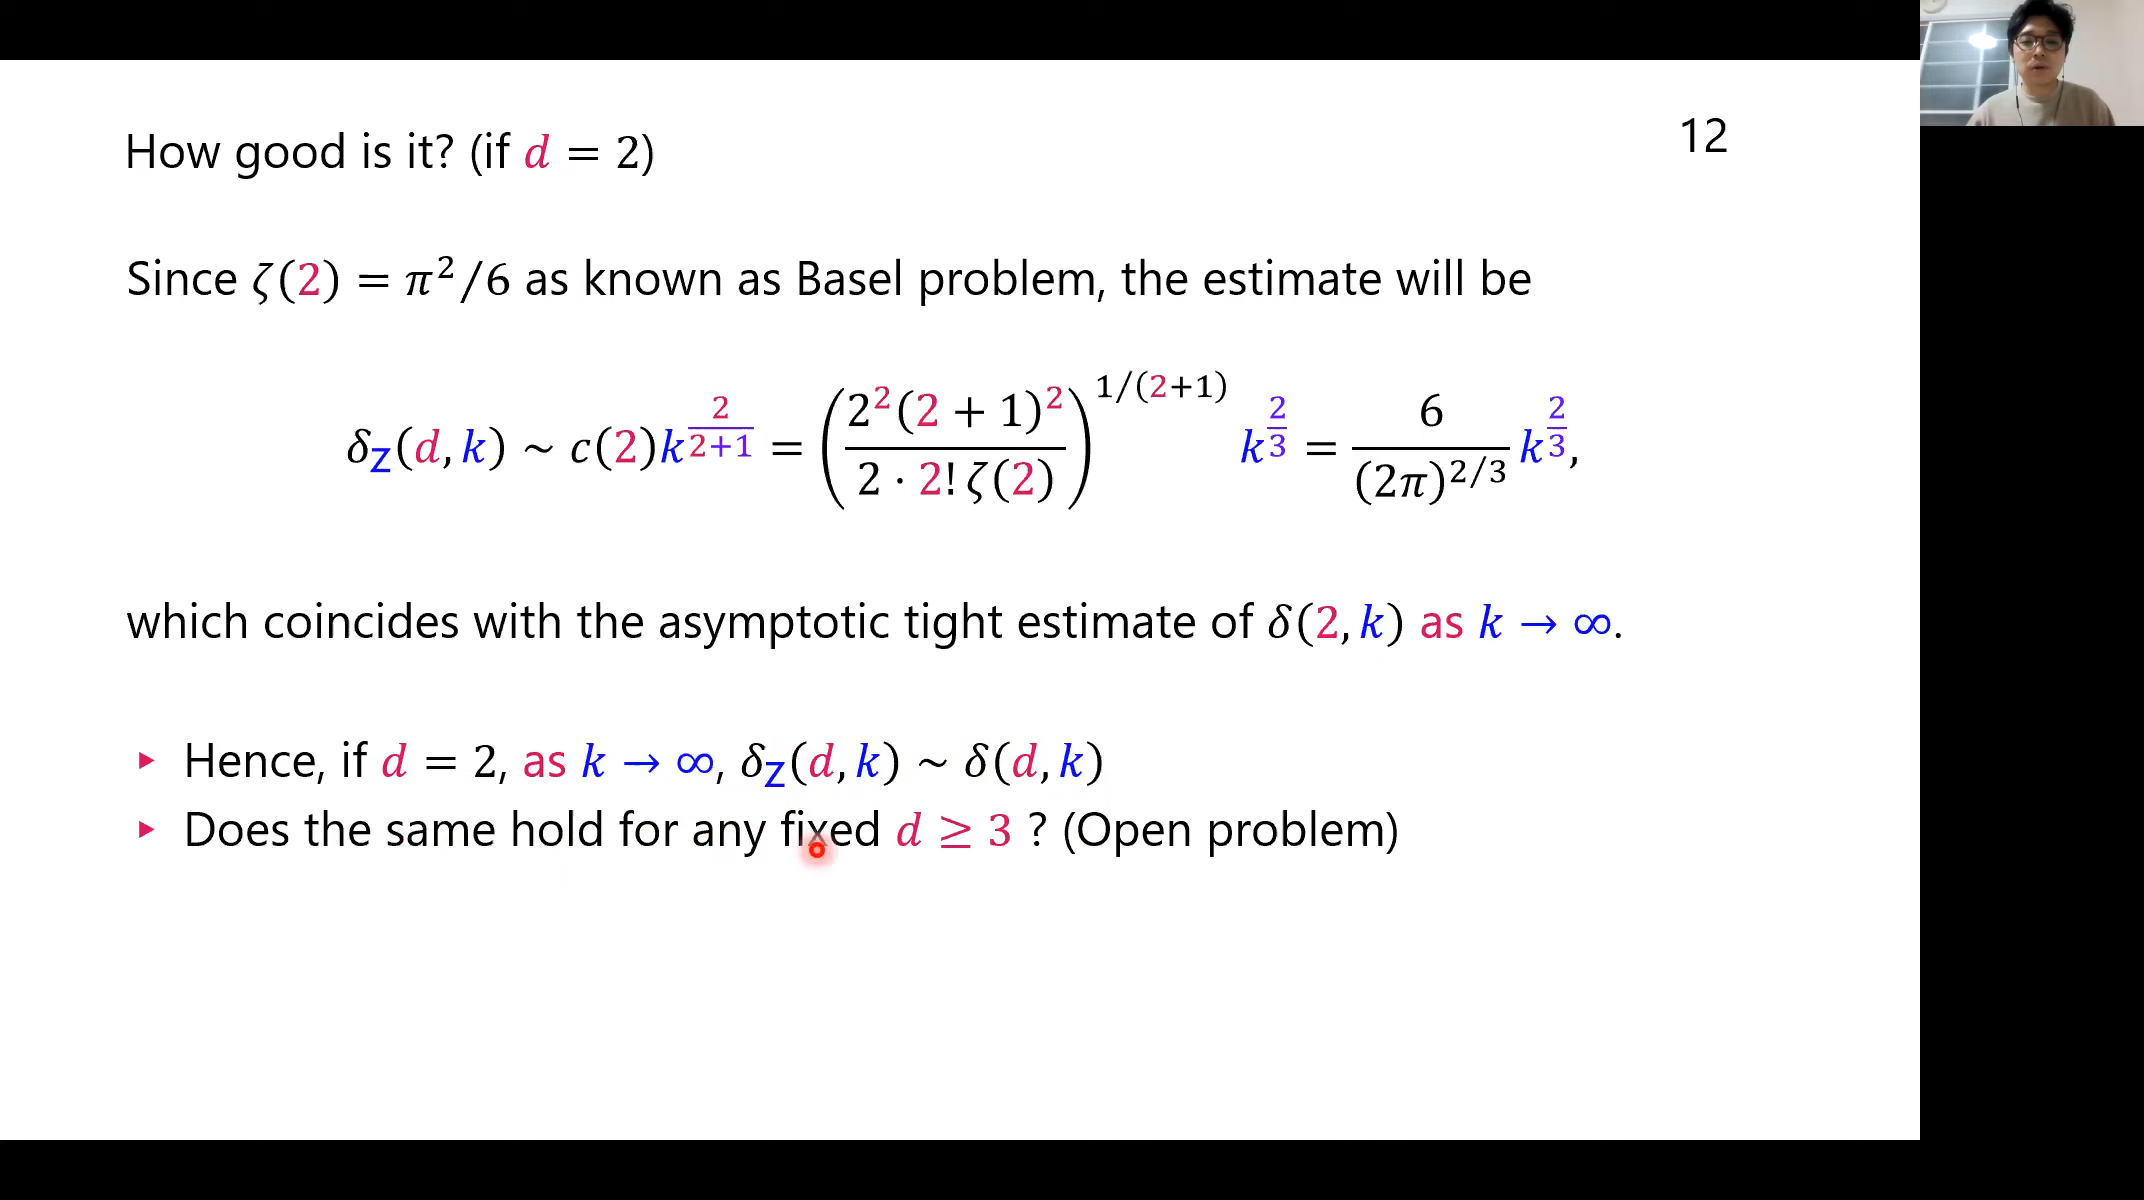 How good is it? (if d = 2)
12
Since ζ(2) = π²/6 as known as Basel problem, the estimate will be
δ_Z(d, k) ~ c(2)k^{2/(2+1)} = (2²(2 + 1)² / (2 · 2! ζ(2)))^{1/(2+1)} k^{2/3} = 6/(2π)^{2/3} k^{2/3},
which coincides with the asymptotic tight estimate of δ(2, k) as k → ∞.
▸ Hence, if d = 2, as k → ∞, δ_Z(d, k) ~ δ(d, k)
▸ Does the same hold for any fixed d ≥ 3 ? (Open problem)